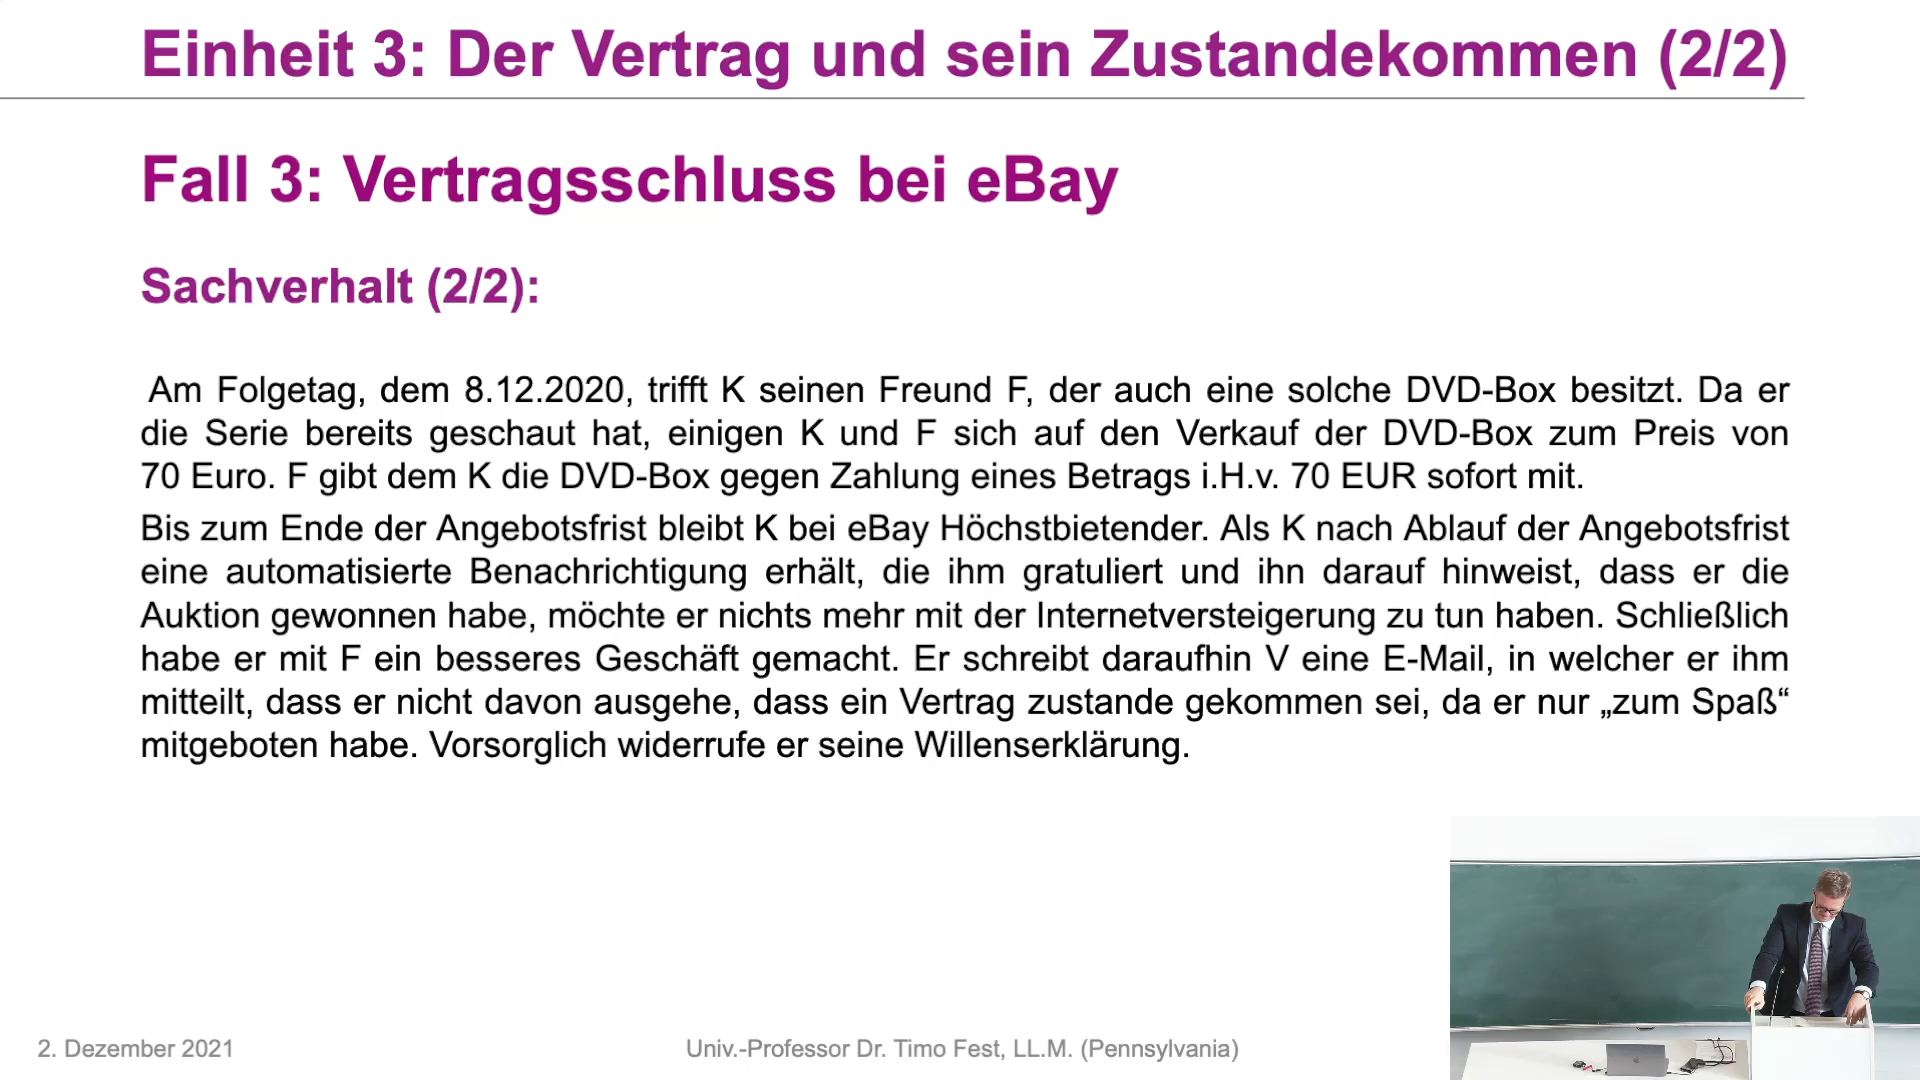 Einheit 3: Der Vertrag und sein Zustandekommen (2/2)
Fall 3: Vertragsschluss bei eBay
Sachverhalt (2/2):
Am Folgetag, dem 8.12.2020, trifft K seinen Freund F, der auch eine solche DVD-Box besitzt. Da er
die Serie bereits geschaut hat, einigen K und F sich auf den Verkauf der DVD-Box zum Preis von
70 Euro. F gibt dem K die DVD-Box gegen Zahlung eines Betrags i.H.v. 70 EUR sofort mit.
Bis zum Ende der Angebotsfrist bleibt K bei eBay Höchstbietender. Als K nach Ablauf der Angebotsfrist
eine automatisierte Benachrichtigung erhält, die ihm gratuliert und ihn darauf hinweist, dass er die
Auktion gewonnen habe, möchte er nichts mehr mit der Internetversteigerung zu tun haben. Schließlich
habe er mit F ein besseres Geschäft gemacht. Er schreibt daraufhin V eine E-Mail, in welcher er ihm
mitteilt, dass er nicht davon ausgehe, dass ein Vertrag zustande gekommen sei, da er nur „zum Spaß“
mitgeboten habe. Vorsorglich widerrufe er seine Willenserklärung.
2. Dezember 2021
Univ.-Professor Dr. Timo Fest, LL.M. (Pennsylvania)